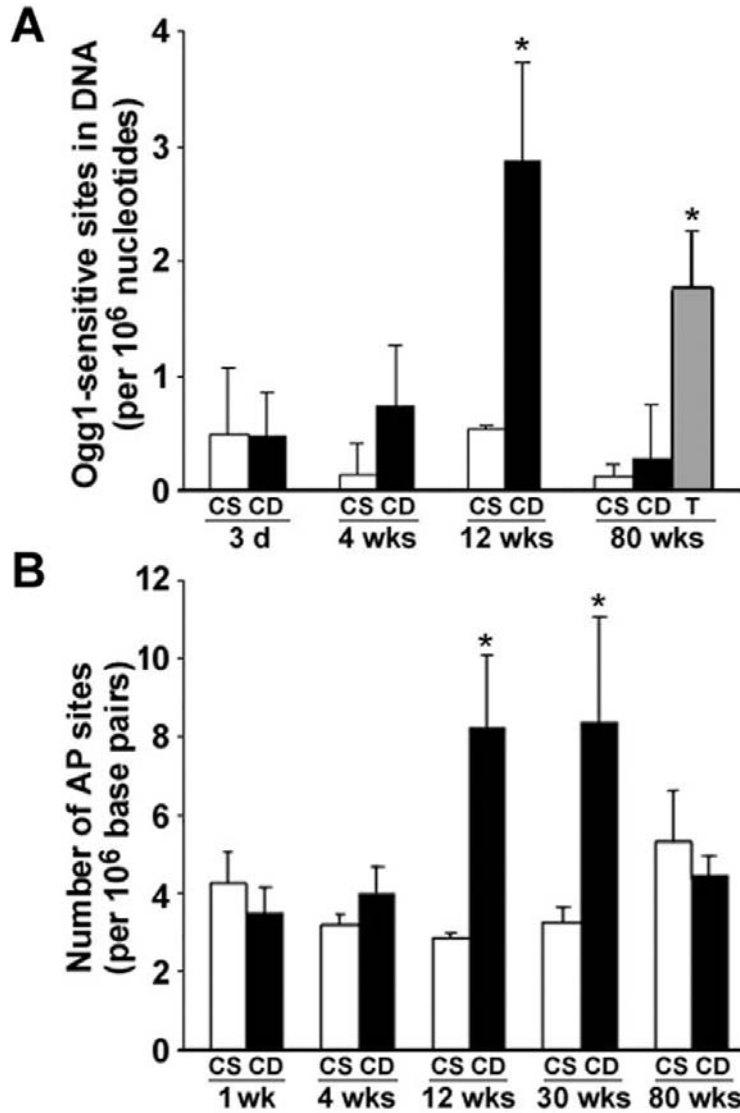 A
Ogg1-sensitive sites in DNA
(per 10⁶ nucleotides)
4
3
2
1
0
*
*
CS CD CS CD CS CD CS CD T
3 d 4 wks 12 wks 80 wks
B
Number of AP sites
(per 10⁶ base pairs)
12
10
8
6
4
2
0
*
*
CS CD CS CD CS CD CS CD CS CD
1 wk 4 wks 12 wks 30 wks 80 wks